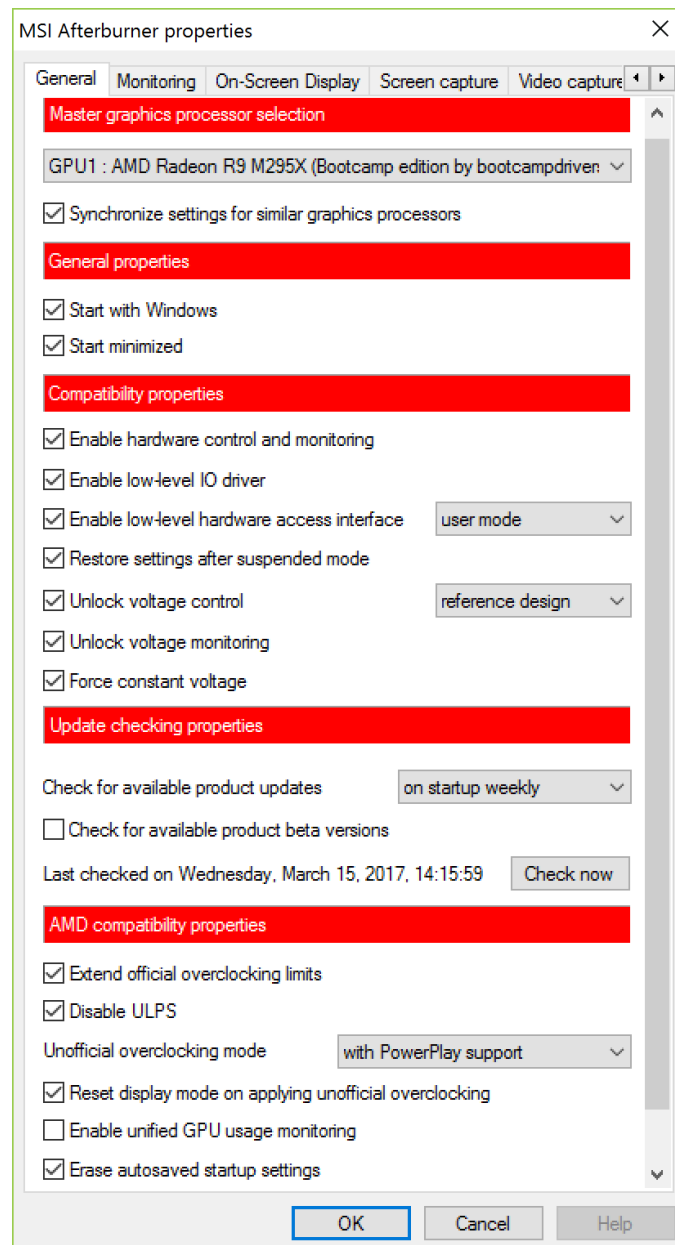 MSI Afterburner properties
General Monitoring On-Screen Display Screen capture Video capture
Master graphics processor selection
GPU1 : AMD Radeon R9 M295X (Bootcamp edition by bootcampdrivers
Synchronize settings for similar graphics processors
General properties
Start with Windows
Start minimized
Compatibility properties
Enable hardware control and monitoring
Enable low-level IO driver
Enable low-level hardware access interface user mode
Restore settings after suspended mode
Unlock voltage control reference design
Unlock voltage monitoring
Force constant voltage
Update checking properties
Check for available product updates on startup weekly
Check for available product beta versions
Last checked on Wednesday, March 15, 2017, 14:15:59 Check now
AMD compatibility properties
Extend official overclocking limits
Disable ULPS
Unofficial overclocking mode with PowerPlay support
Reset display mode on applying unofficial overclocking
Enable unified GPU usage monitoring
Erase autosaved startup settings
OK Cancel Help